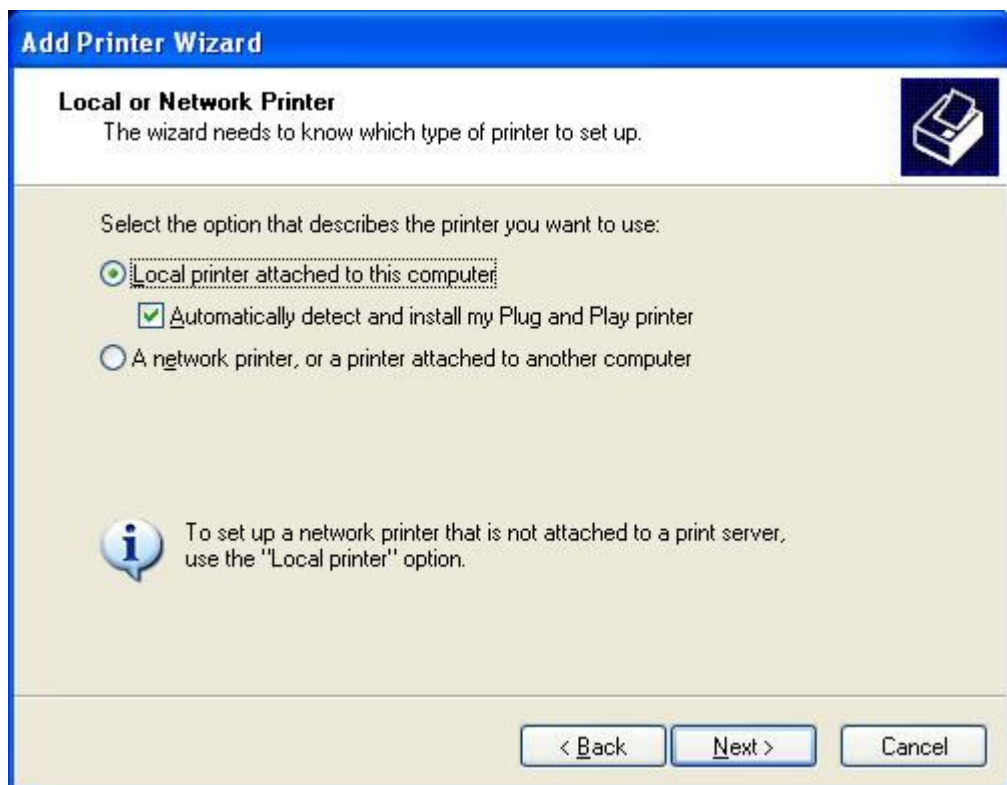 Add Printer Wizard
Local or Network Printer
The wizard needs to know which type of printer to set up.
Select the option that describes the printer you want to use:
Local printer attached to this computer
Automatically detect and install my Plug and Play printer
A network printer, or a printer attached to another computer
To set up a network printer that is not attached to a print server,
use the "Local printer" option.
< Back
Next >
Cancel